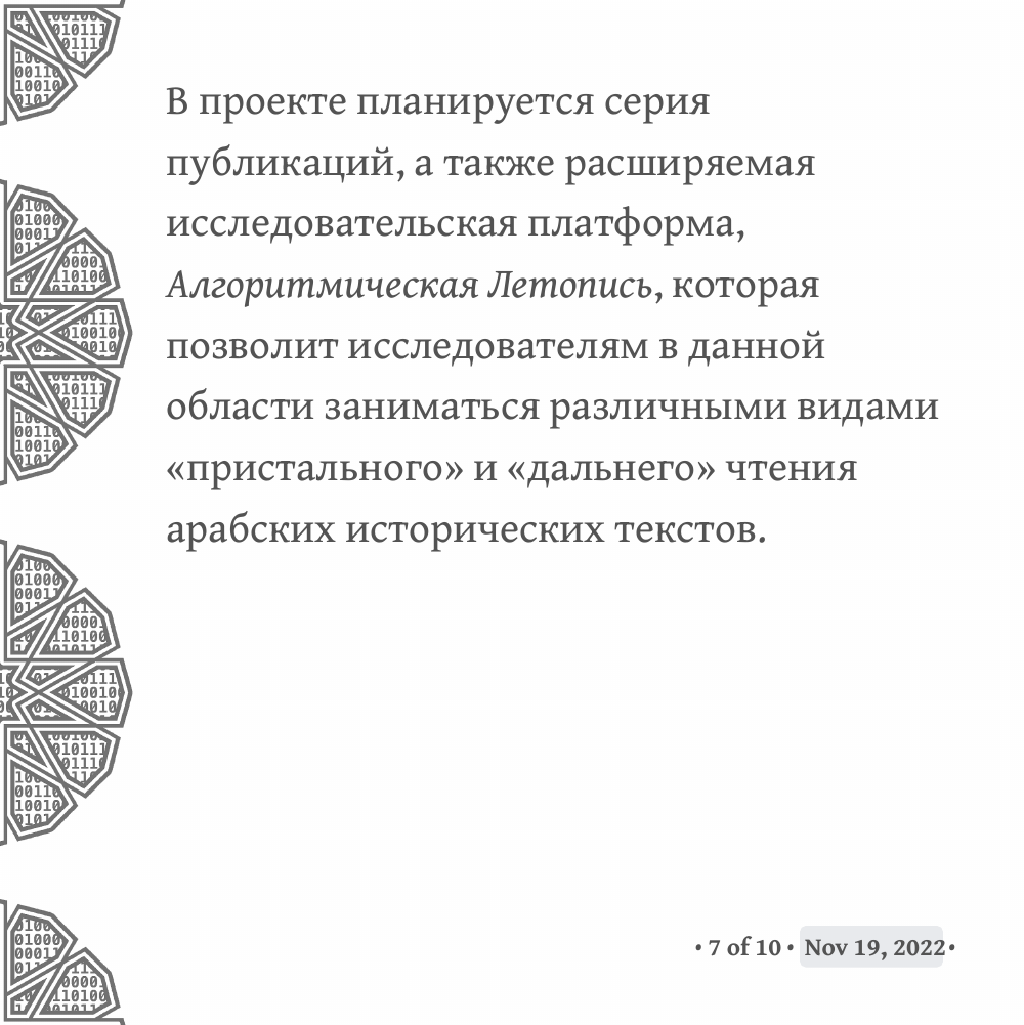 В проекте планируется серия
публикаций, а также расширяемая
исследовательская платформа,
Алгоритмическая Летопись, которая
позволит исследователям в данной
области заниматься различными видами
«пристального» и «дальнего» чтения
арабских исторических текстов.
• 7 of 10 • Nov 19, 2022 •